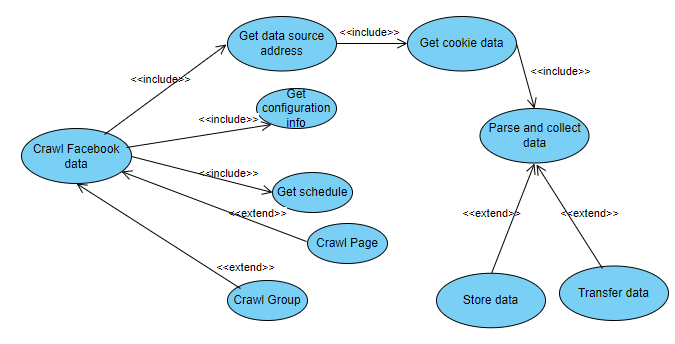 Get data source
address
<<include>>
Get cookie data
<<include>>
<<include>>
Get
configuration
info
<<include>>
Parse and collect
data
Crawl Facebook
data
<<include>>
Get schedule
<<extend>>
<<extend>>
<<extend>>
Crawl Page
<<extend>>
Crawl Group
Store data
Transfer data